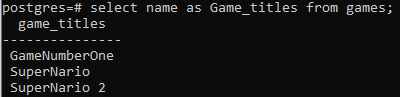 postgres=# select name as Game_titles from games;
game_titles
---------------
GameNumberOne
SuperNario
SuperNario 2